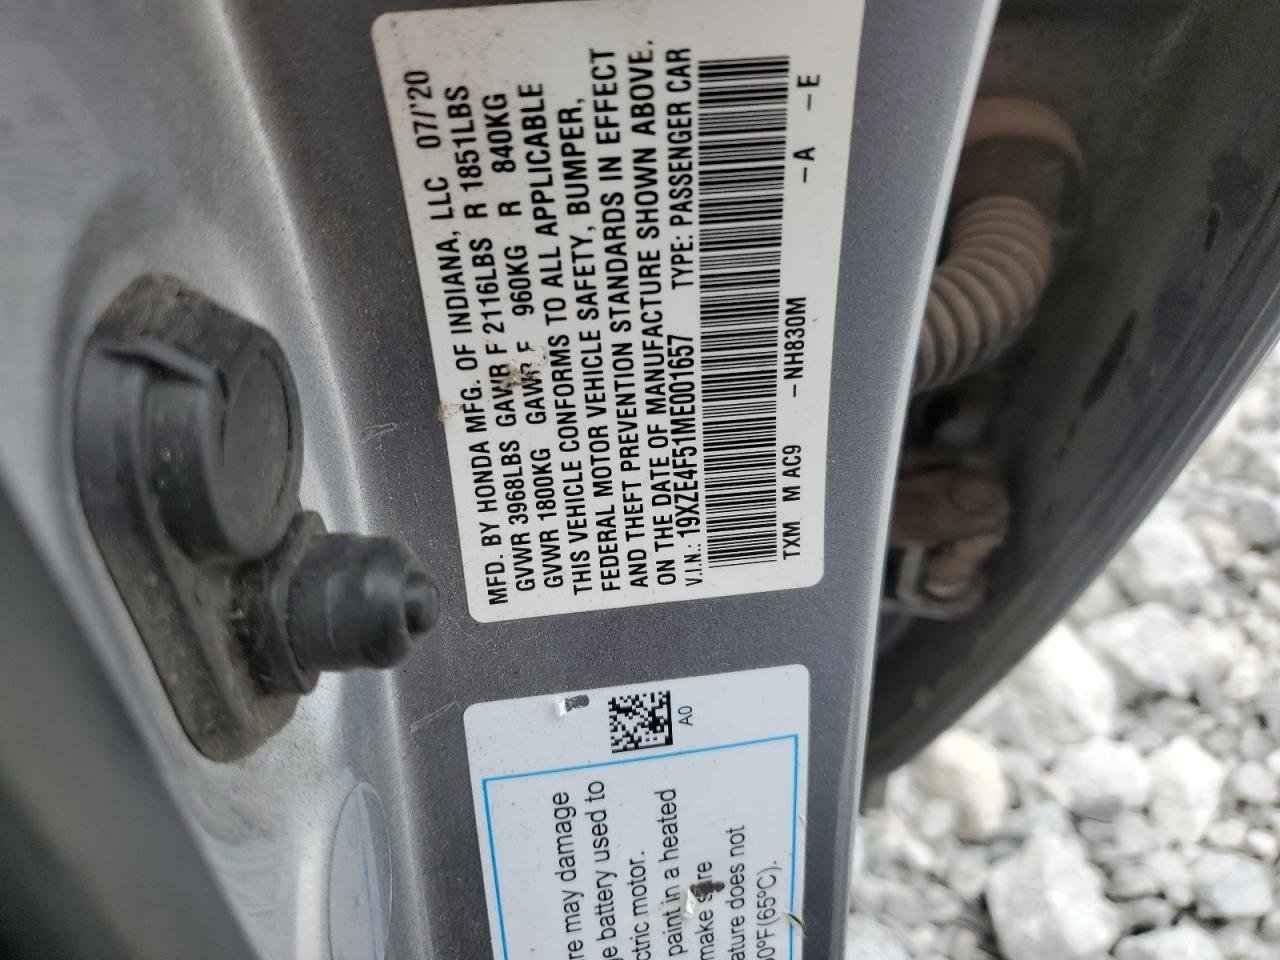 MFD. BY HONDA MFG. OF INDIANA, LLC 07/'20
GVWR 3968LBS GAWR F 2116LBS R 1851LBS
GVWR 1800KG GAWR F 960KG R 840KG
THIS VEHICLE CONFORMS TO ALL APPLICABLE
FEDERAL MOTOR VEHICLE SAFETY, BUMPER,
AND THEFT PREVENTION STANDARDS IN EFFECT
ON THE DATE OF MANUFACTURE SHOWN ABOVE.
V.I.N.: 19XZE4F51ME001657 TYPE: PASSENGER CAR
TXM M AC9 –NH830M –A –E
A0
re may damage
e battery used to
ctric motor.
paint in a heated
make sure
ature does not
50°F(65°C).